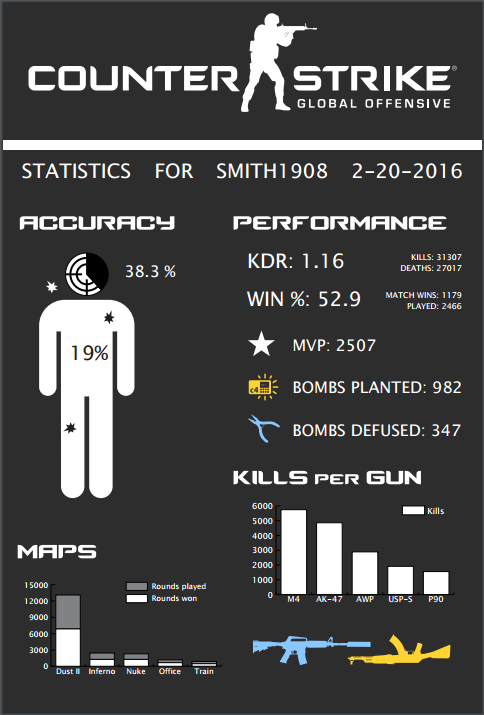 COUNTER STRIKE®
GLOBAL OFFENSIVE
STATISTICS FOR SMITH1908 2-20-2016
ACCURACY
38.3 %
19%
PERFORMANCE
KDR: 1.16
KILLS: 31307
DEATHS: 27017
WIN %: 52.9
MATCH WINS: 1179
PLAYED: 2466
MVP: 2507
C4
BOMBS PLANTED: 982
BOMBS DEFUSED: 347
KILLS PER GUN
6000
5000
4000
3000
2000
1000
0
Kills
M4 AK-47 AWP USP-S P90
MAPS
15000
12000
9000
6000
3000
0
Rounds played
Rounds won
Dust II Inferno Nuke Office Train